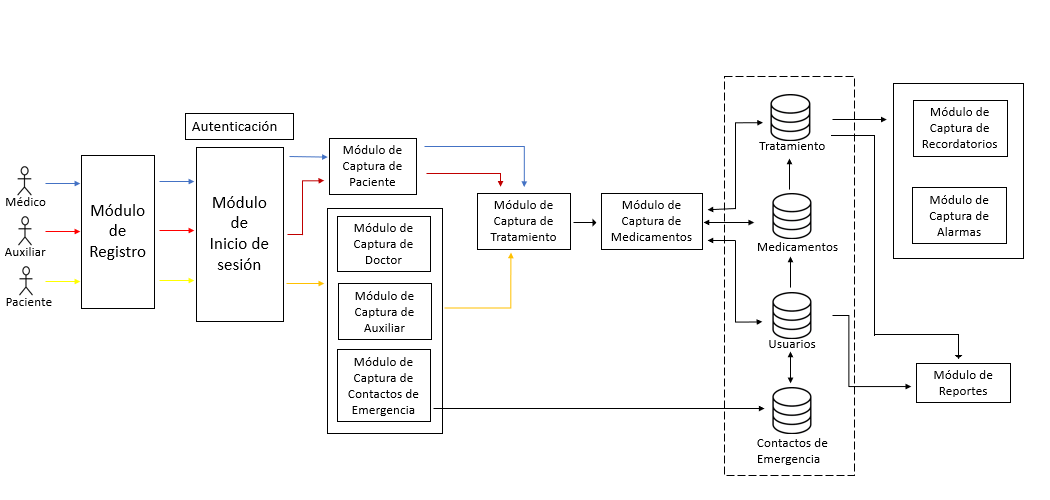 Médico
Auxiliar
Paciente
Módulo
de
Registro
Autenticación
Módulo
de
Inicio de
sesión
Módulo de
Captura de
Paciente
Módulo de
Captura de
Doctor
Módulo de
Captura de
Auxiliar
Módulo de
Captura de
Contactos de
Emergencia
Módulo de
Captura de
Tratamiento
Módulo de
Captura de
Medicamentos
Tratamiento
Medicamentos
Usuarios
Contactos de
Emergencia
Módulo de
Captura de
Recordatorios
Módulo de
Captura de
Alarmas
Módulo de
Reportes